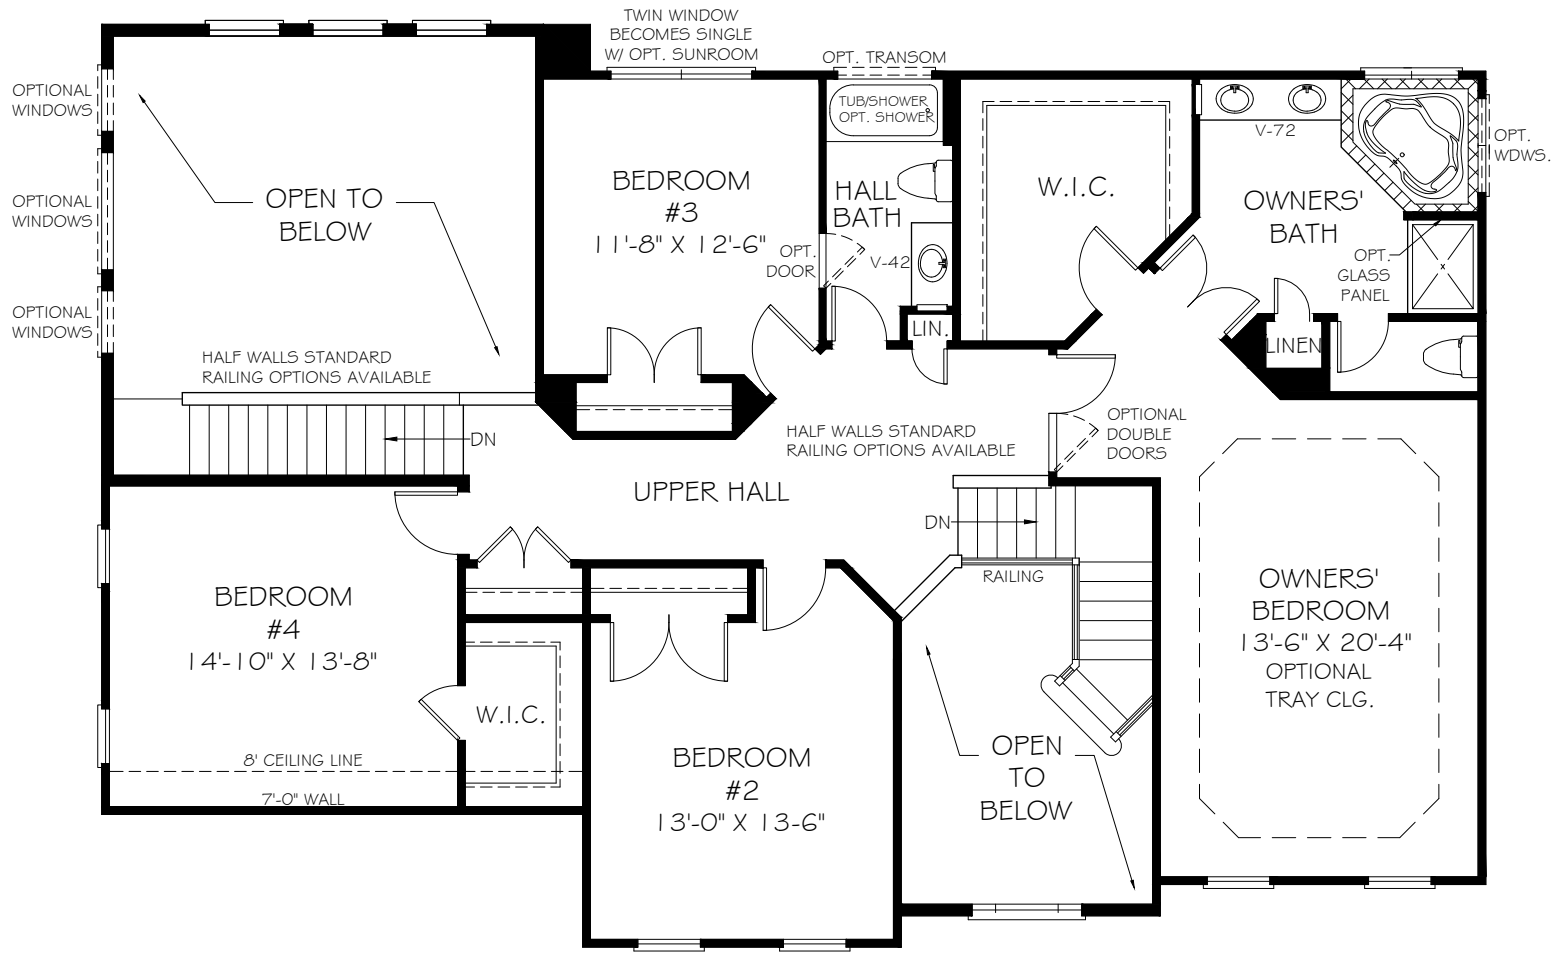 TWIN WINDOW
BECOMES SINGLE
W/ OPT. SUNROOM
OPT. TRANSOM
OPTIONAL
WINDOWS
TUB/SHOWER
OPT. SHOWER
V-72
OPT.
WDWS.
OPEN TO
BELOW
OPTIONAL
WINDOWS
BEDROOM
#3
11'-8" X 12'-6"
HALL
BATH
OPT.
DOOR
V-42
W.I.C.
OWNERS'
BATH
OPT.
GLASS
PANEL
OPTIONAL
WINDOWS
LIN.
LINEN
HALF WALLS STANDARD
RAILING OPTIONS AVAILABLE
DN
HALF WALLS STANDARD
RAILING OPTIONS AVAILABLE
OPTIONAL
DOUBLE
DOORS
UPPER HALL
DN
RAILING
BEDROOM
#4
14'-10" X 13'-8"
W.I.C.
8' CEILING LINE
7'-0" WALL
BEDROOM
#2
13'-0" X 13'-6"
OPEN
TO
BELOW
OWNERS'
BEDROOM
13'-6" X 20'-4"
OPTIONAL
TRAY CLG.